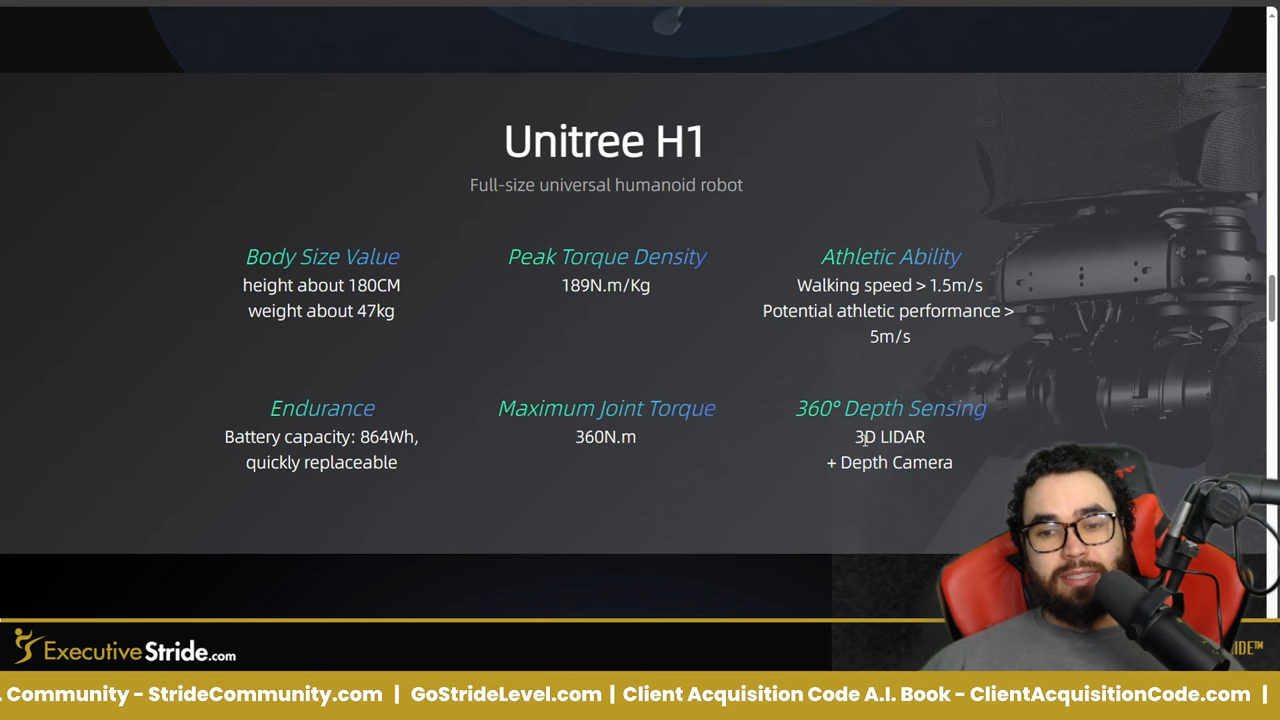 Unitree H1
Full-size universal humanoid robot
Body Size Value
height about 180CM
weight about 47kg
Peak Torque Density
189N.m/Kg
Athletic Ability
Walking speed > 1.5m/s
Potential athletic performance >
5m/s
Endurance
Battery capacity: 864Wh,
quickly replaceable
Maximum Joint Torque
360N.m
360° Depth Sensing
3D LIDAR
+ Depth Camera
ExecutiveStride.com
IDE™
. Community - StrideCommunity.com | GoStrideLevel.com | Client Acquisition Code A.I. Book - ClientAcquisitionCode.com |